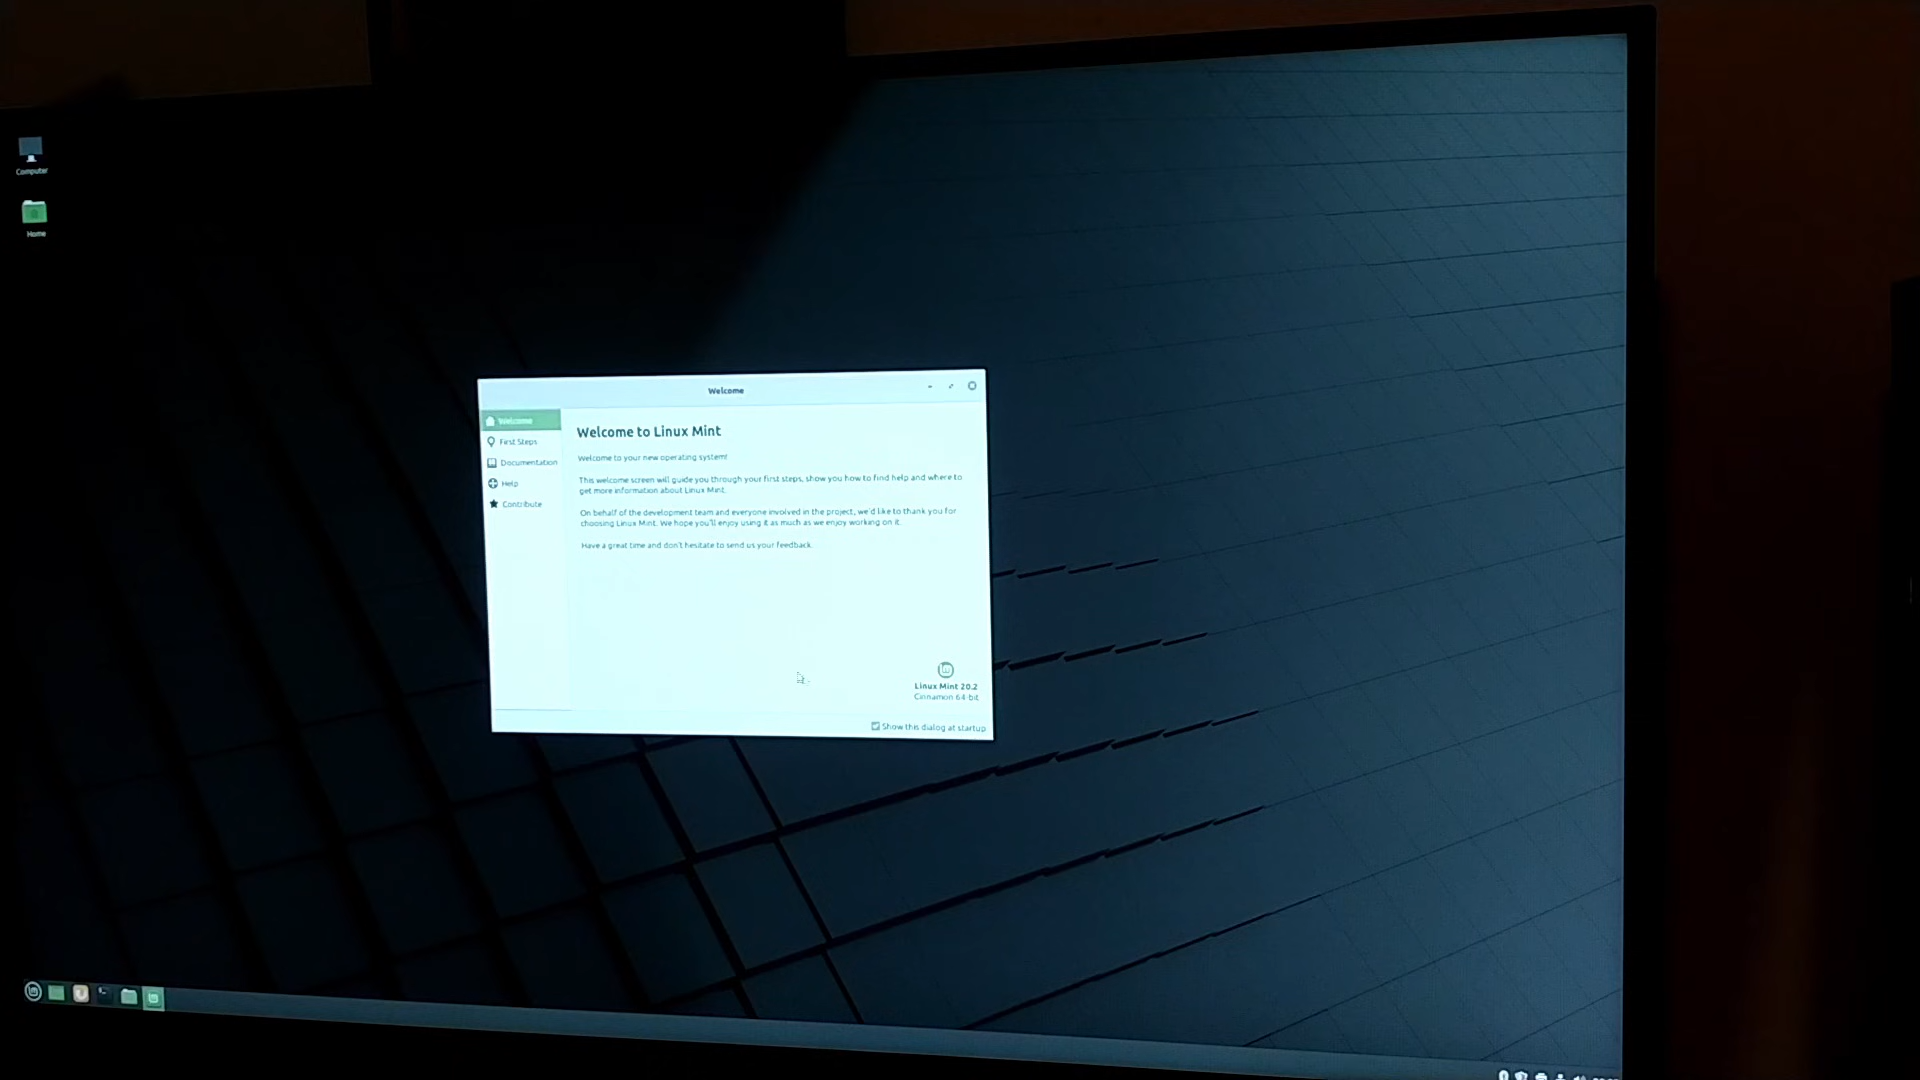 Computer
Home
Welcome
Welcome
First Steps
Documentation
Help
Contribute
Welcome to Linux Mint
Welcome to your new operating system!
This welcome screen will guide you through your first steps, show you how to find help and where to
get more information about Linux Mint.
On behalf of the development team and everyone involved in the project, we'd like to thank you for
choosing Linux Mint. We hope you'll enjoy using it as much as we enjoy working on it.
Have a great time and don't hesitate to send us your feedback.
Linux Mint 20.2
Cinnamon 64-bit
Show this dialog at startup